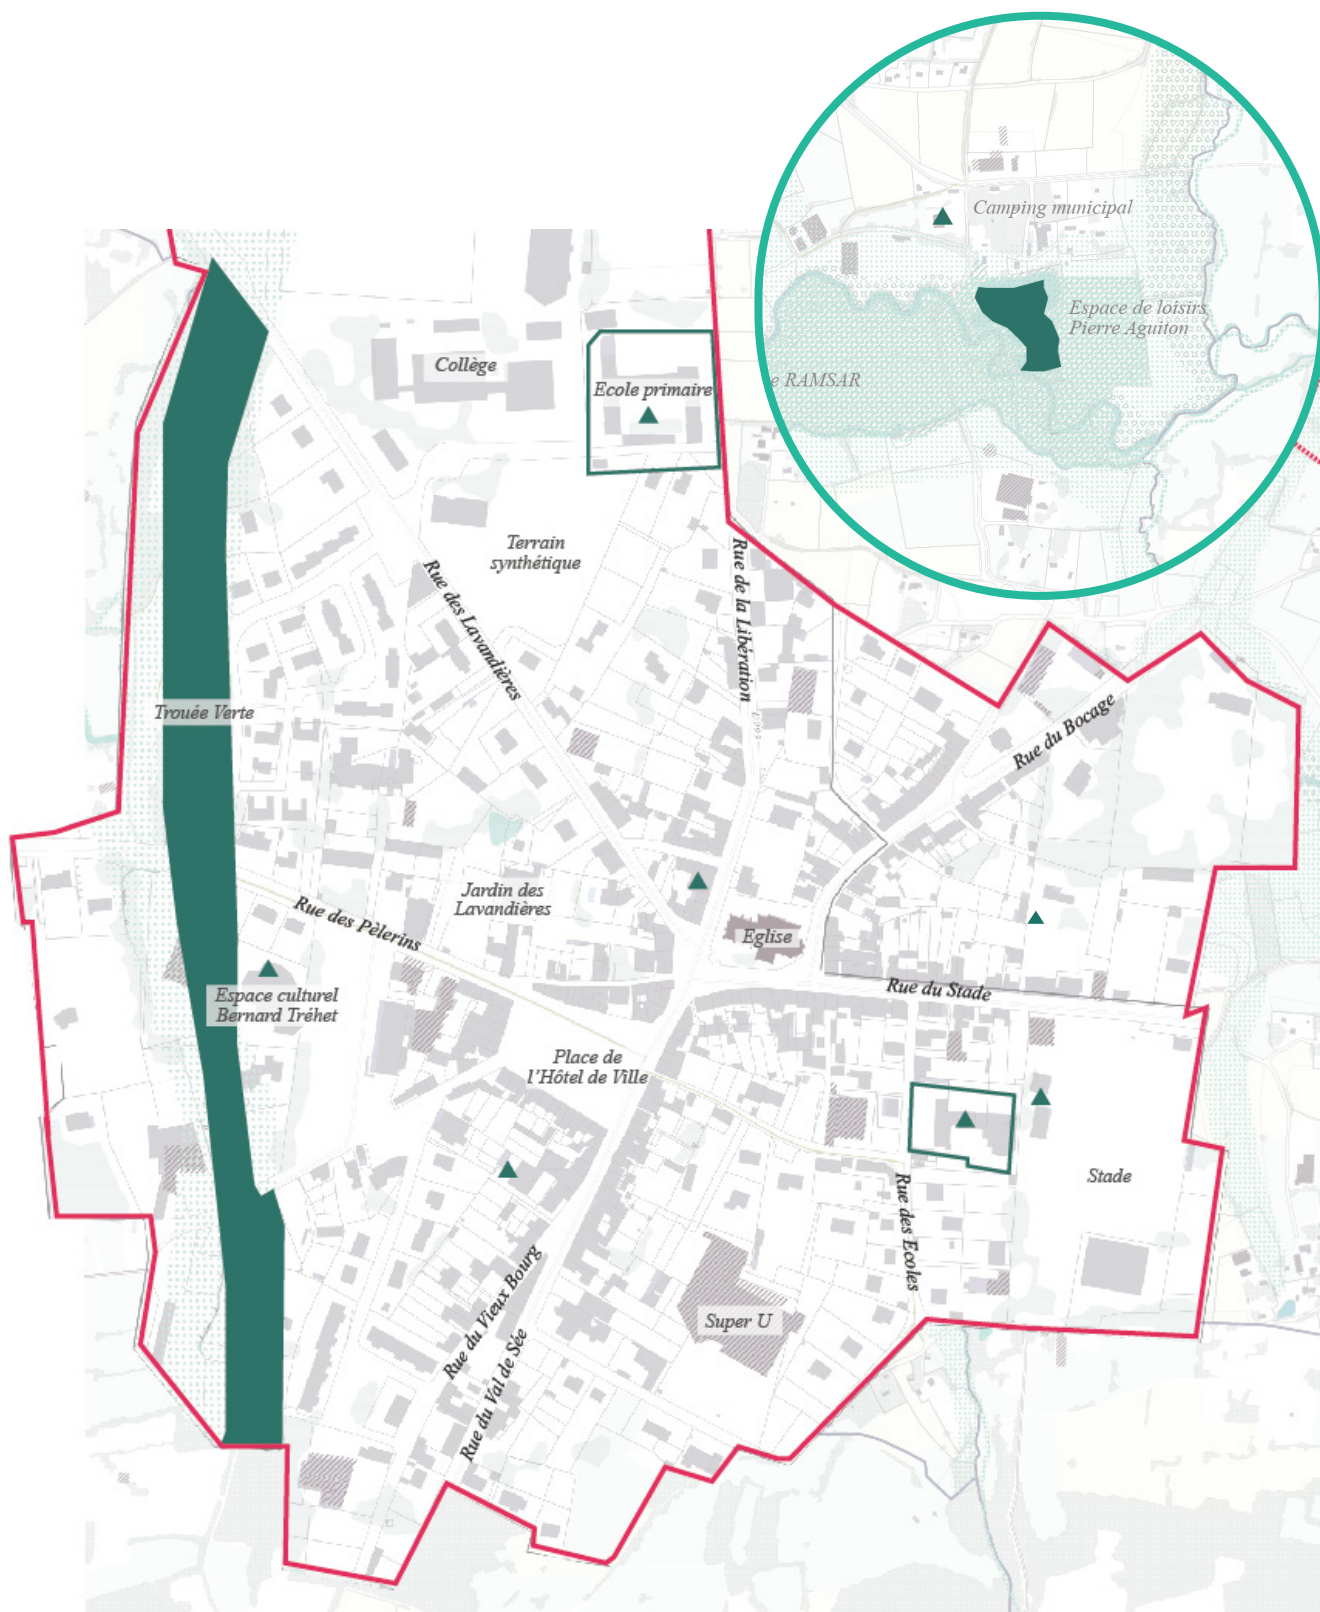 Camping municipal
Espace de loisirs
Pierre Aguiton
e RAMSAR
Collège
Ecole primaire
Terrain
synthétique
Rue de la Libération
Rue des Lavandières
Trouée Verte
Rue du Bocage
Jardin des
Lavandières
Rue des Pèlerins
Eglise
Rue du Stade
Espace culturel
Bernard Tréhet
Place de
l'Hôtel de Ville
Stade
Rue des Ecoles
Rue du Vieux Bourg
Super U
Rue du Val de Sée